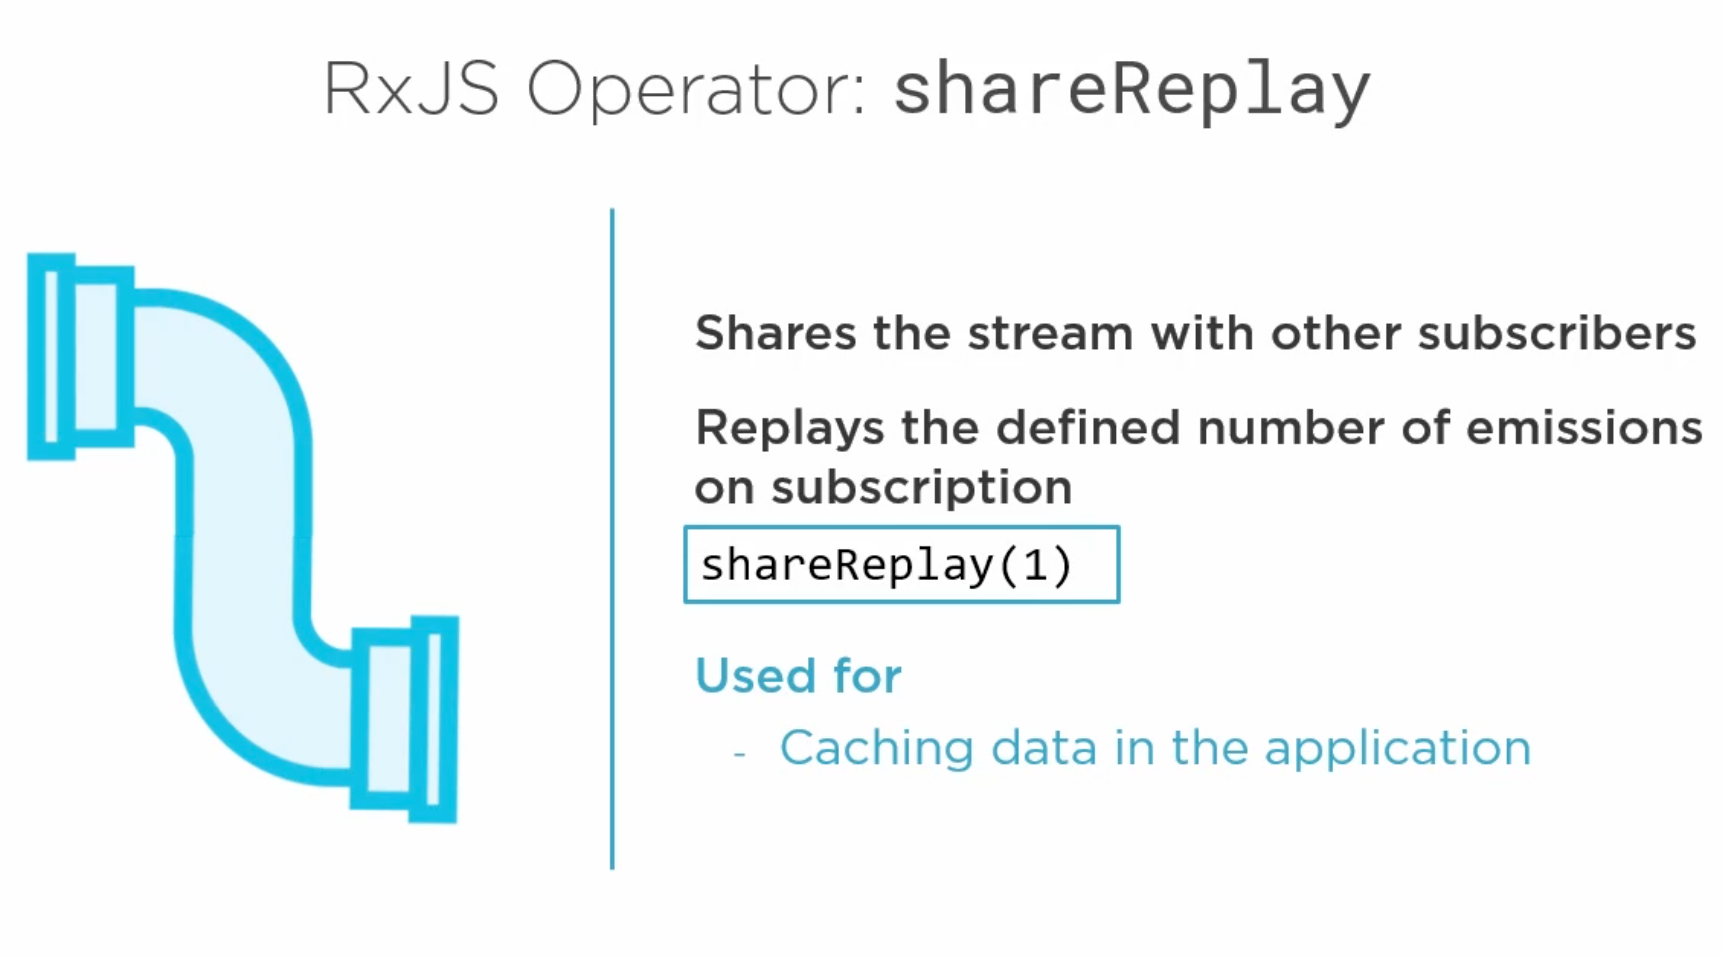 RxJS Operator: shareReplay
Shares the stream with other subscribers
Replays the defined number of emissions
on subscription
shareReplay(1)
Used for
- Caching data in the application